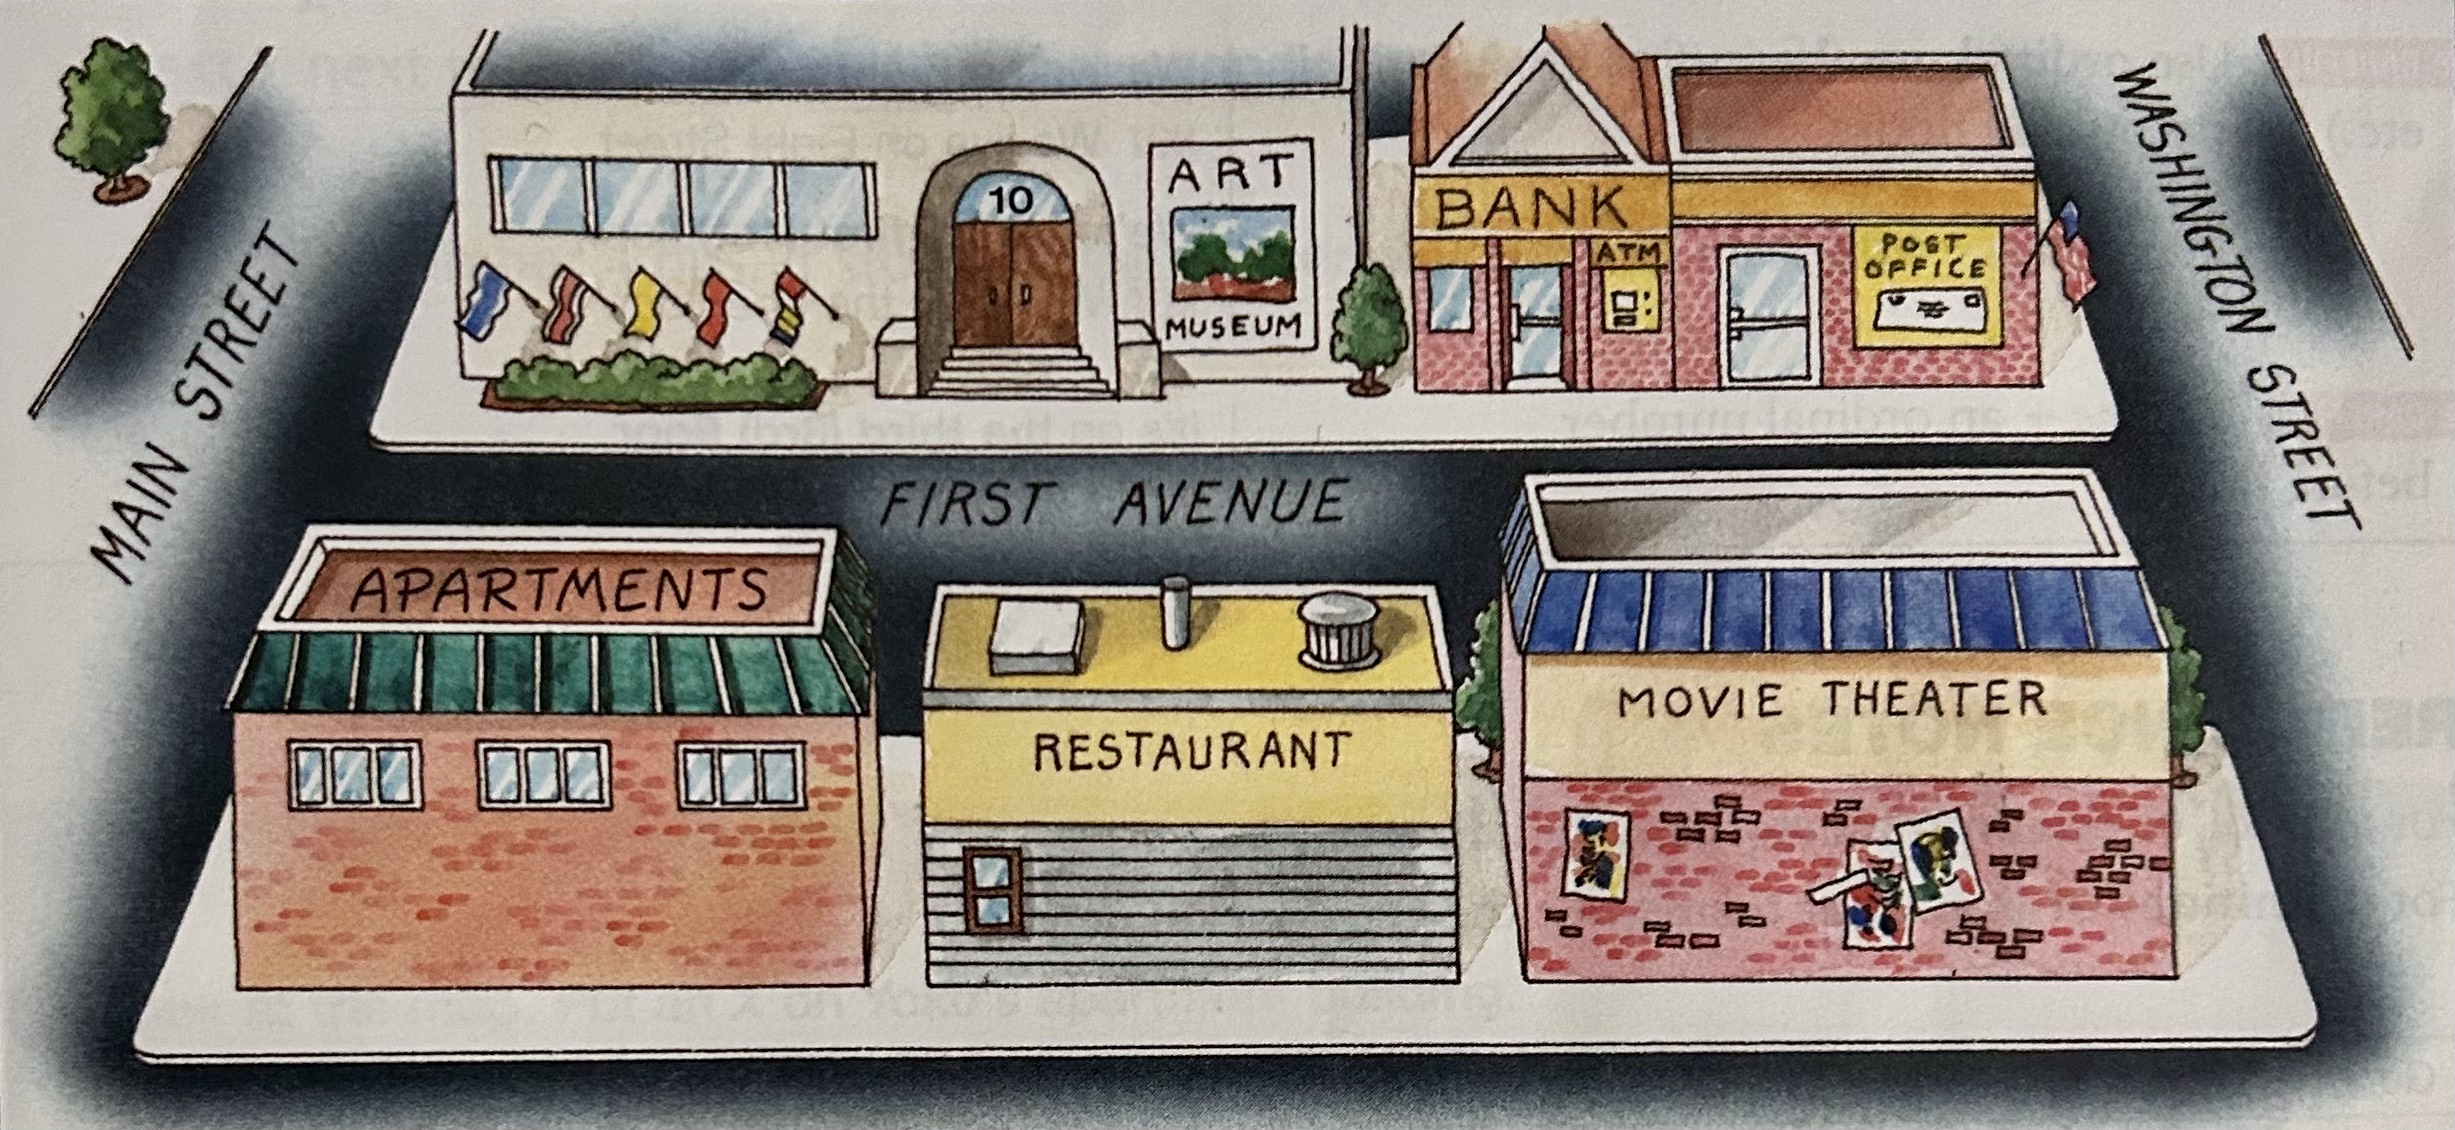 MAIN STREET
10
ART
MUSEUM
BANK
ATM
POST
OFFICE
WASHINGTON STREET
FIRST AVENUE
APARTMENTS
RESTAURANT
MOVIE THEATER